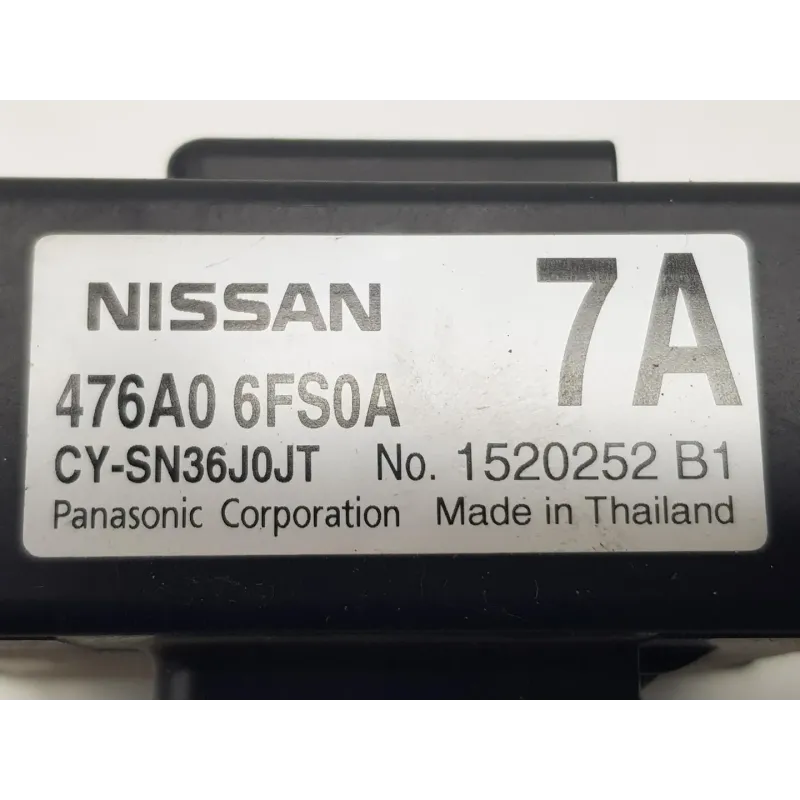 NISSAN 7A
476A0 6FS0A
CY-SN36J0JT No. 1520252 B1
Panasonic Corporation Made in Thailand